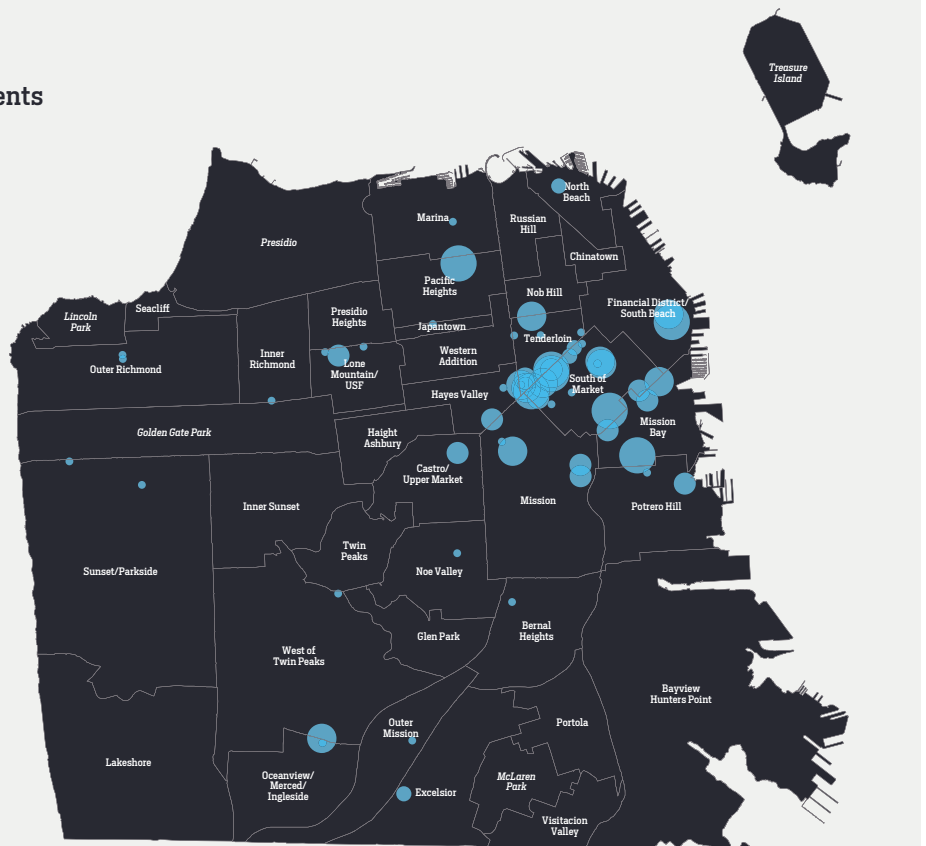 Treasure
Island
ents
North
Beach
Marina
Russian
Hill
Presidio
Chinatown
Pacific
Heights
Nob Hill
Seacliff
Financial District/
South Beach
Lincoln
Park
Presidio
Heights
Japantown
Tenderloin
Western
Addition
Inner
Richmond
Outer Richmond
Lone
Mountain/
USF
South of
Market
Hayes Valley
Mission
Bay
Golden Gate Park
Haight
Ashbury
Castro/
Upper Market
Mission
Inner Sunset
Potrero Hill
Twin
Peaks
Sunset/Parkside
Noe Valley
Bernal
Heights
Glen Park
West of
Twin Peaks
Bayview
Hunters Point
Outer
Mission
Portola
Lakeshore
Oceanview/
Merced/
Ingleside
McLaren
Park
Excelsior
Visitacion
Valley